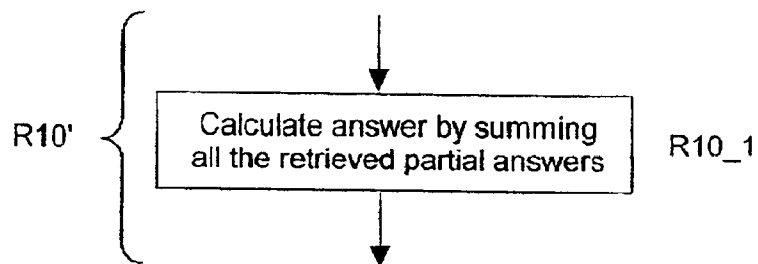 R10'
Calculate answer by summing
all the retrieved partial answers
R10_1